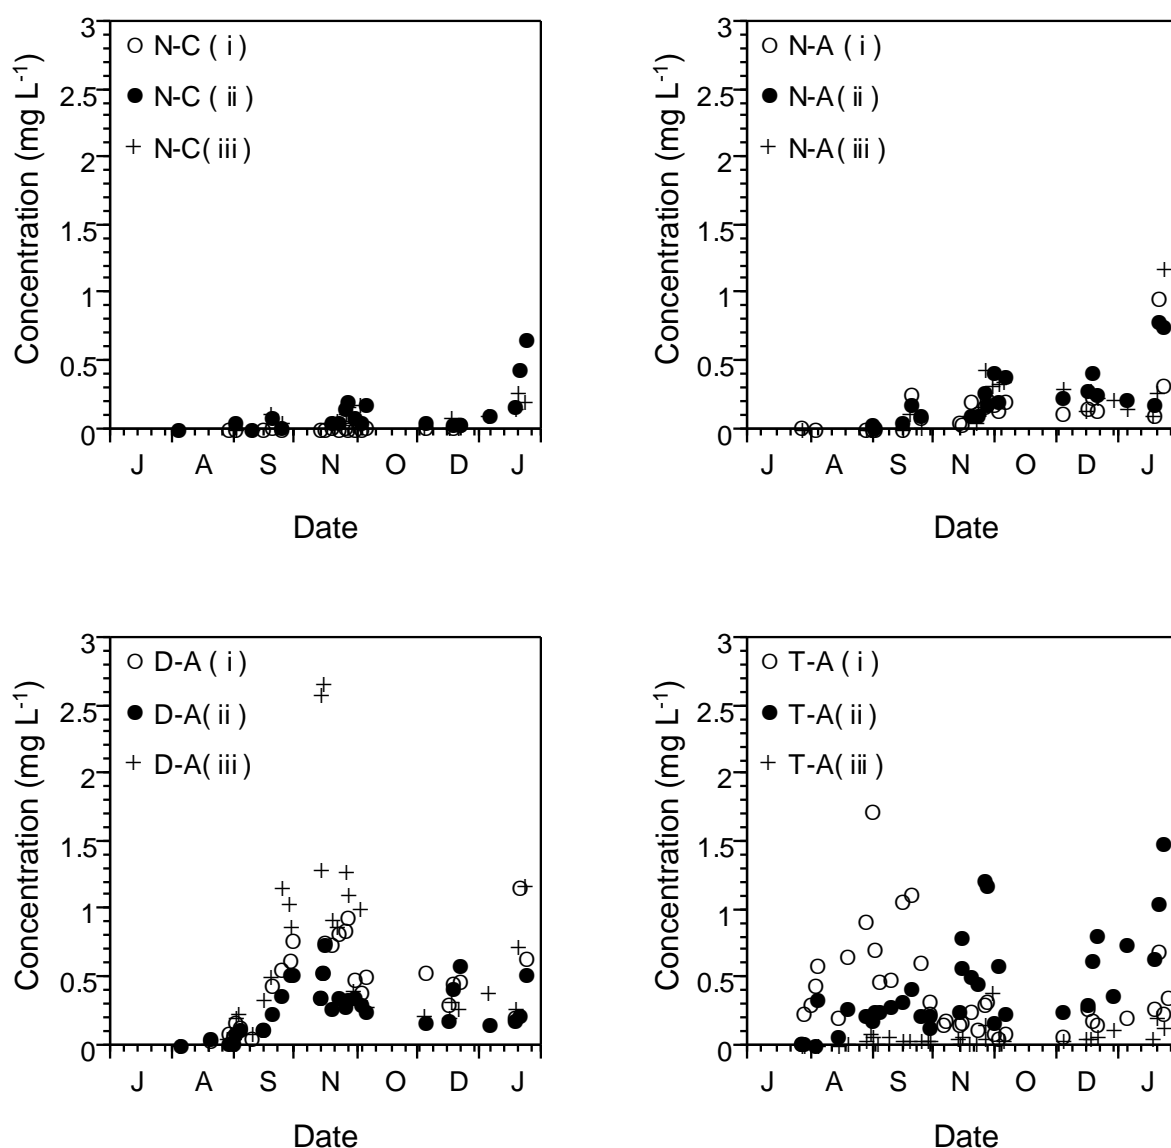 3
2.5
2
1.5
1
0.5
0
Concentration (mg L-1)
N-C ( i )
N-C ( ii )
N-C( iii )
J A S N O D J
Date
3
2.5
2
1.5
1
0.5
0
Concentration (mg L-1)
N-A ( i )
N-A( ii )
N-A( iii )
J A S N O D J
Date
3
2.5
2
1.5
1
0.5
0
Concentration (mg L-1)
D-A ( i )
D-A( ii )
D-A( iii )
J A S N O D J
Date
3
2.5
2
1.5
1
0.5
0
Concentration (mg L-1)
T-A ( i )
T-A( ii )
T-A( iii )
J A S N O D J
Date